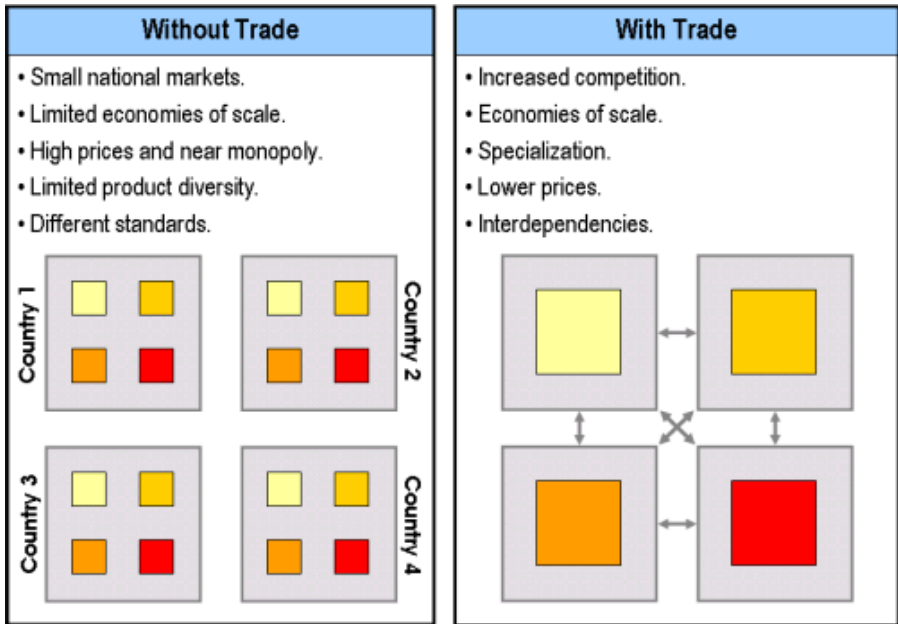 Without Trade
• Small national markets.
• Limited economies of scale.
• High prices and near monopoly.
• Limited product diversity.
• Different standards.
Country 1
Country 2
Country 3
Country 4
With Trade
• Increased competition.
• Economies of scale.
• Specialization.
• Lower prices.
• Interdependencies.